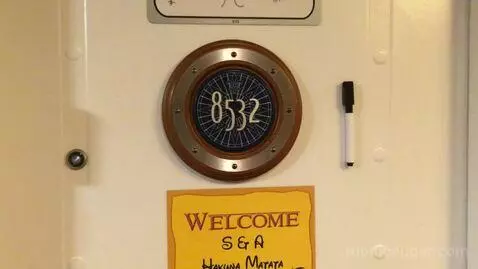 8532
WELCOME
S & A
HAKUNA MATATA